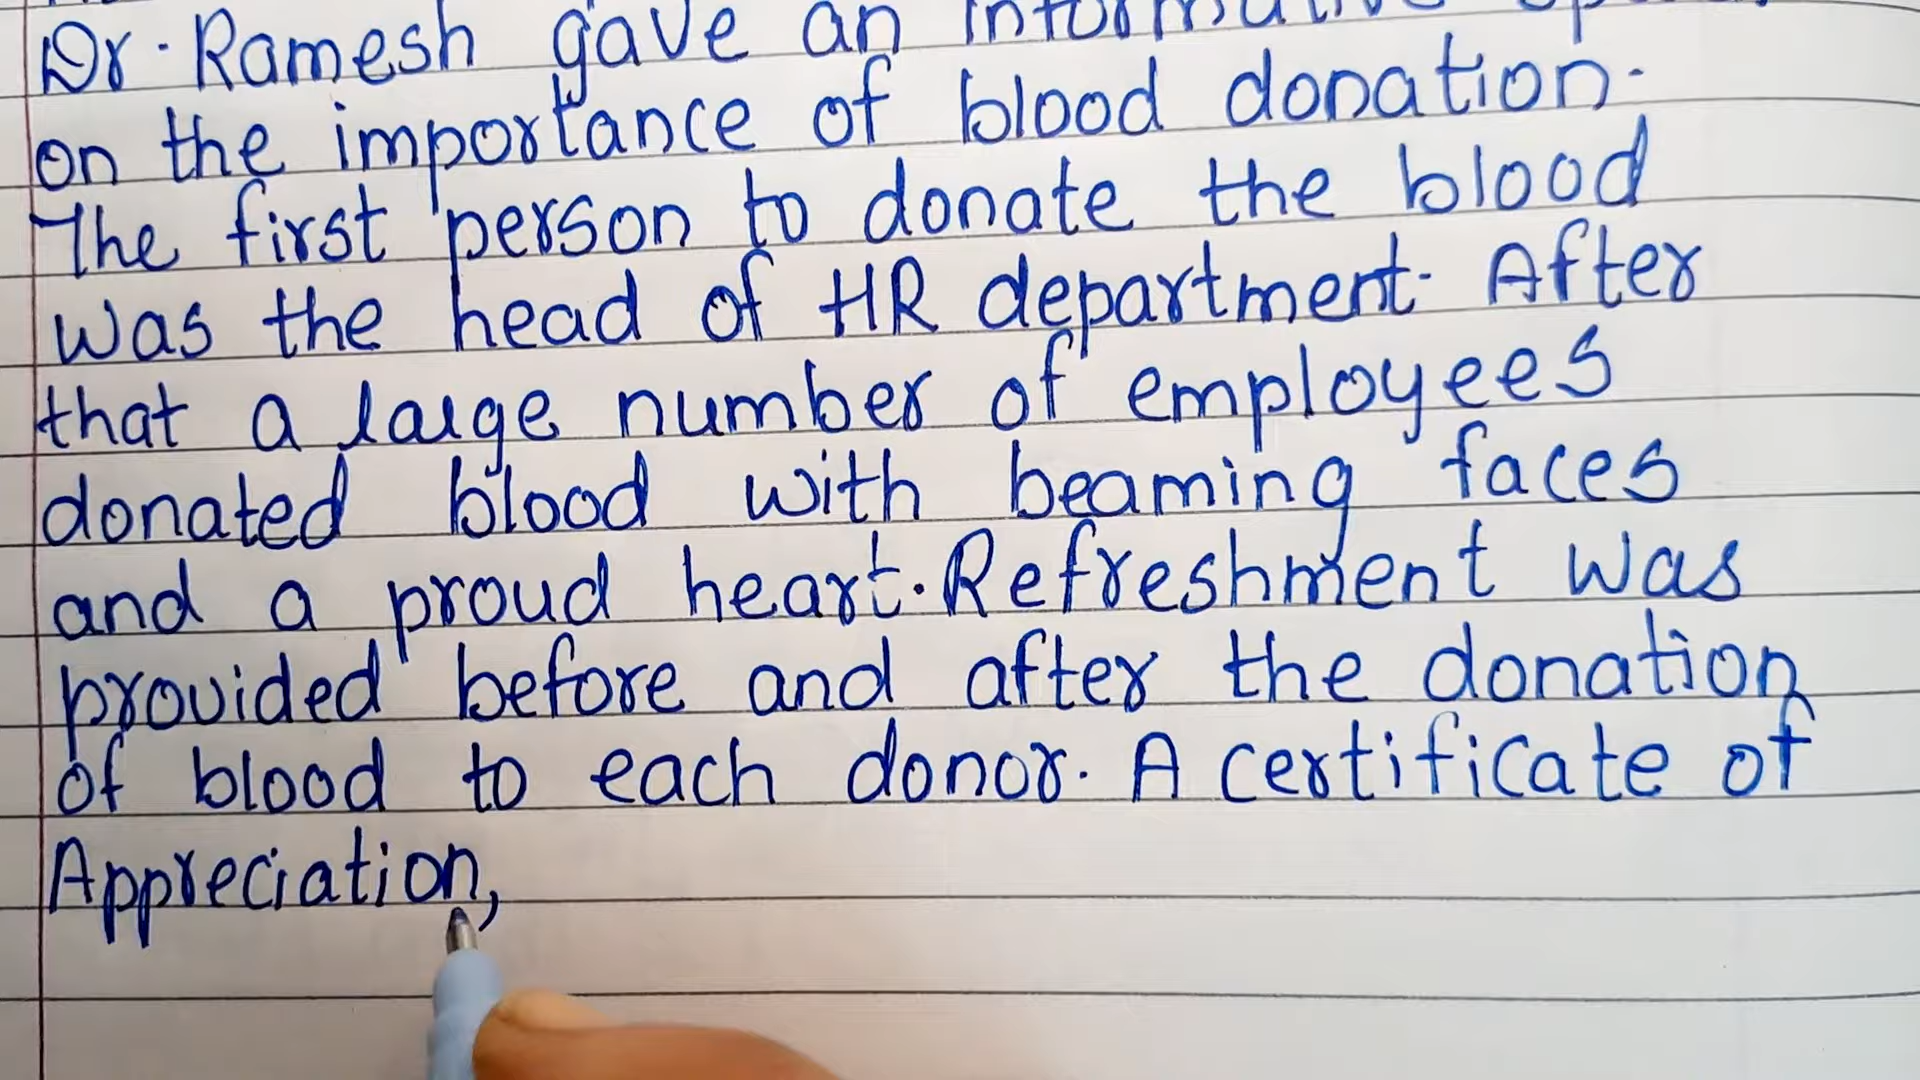 Dr. Ramesh gave an informative
on the importance of blood donation.
The first person to donate the blood
was the head of HR department. After
that a large number of employees
donated blood with beaming faces
and a proud heart. Refreshment was
provided before and after the donation
of blood to each donor. A certificate of
Appreciation,